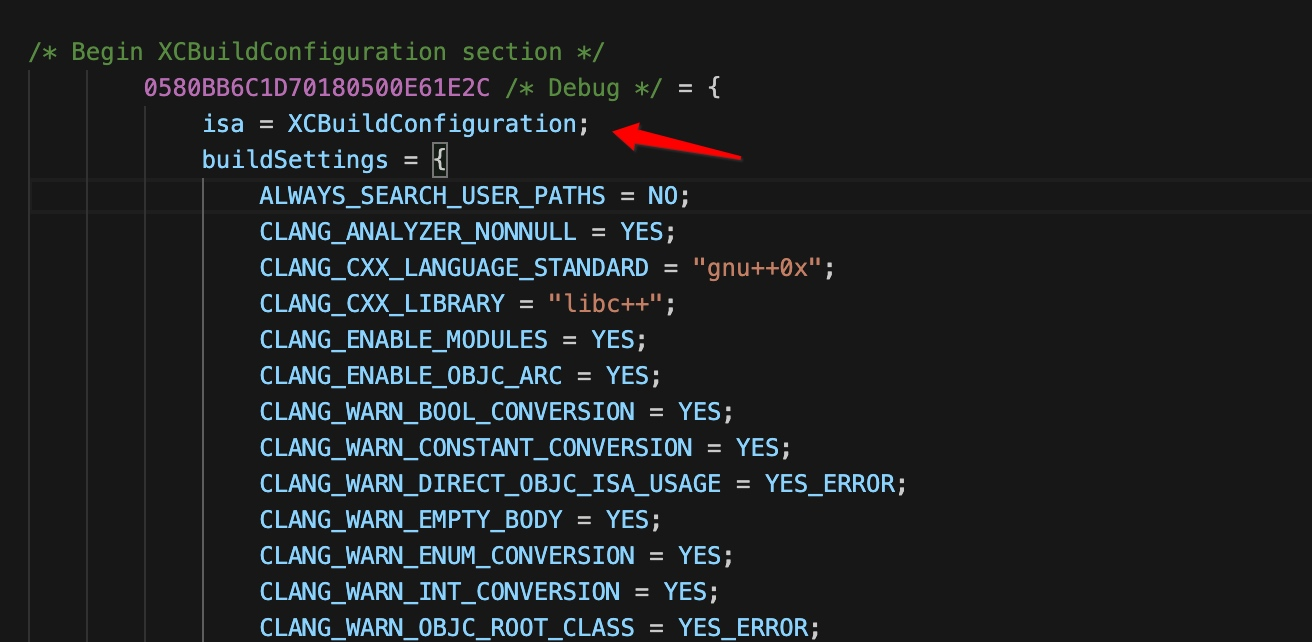 /* Begin XCBuildConfiguration section */
0580BB6C1D70180500E61E2C /* Debug */ = {
isa = XCBuildConfiguration;
buildSettings = {
ALWAYS_SEARCH_USER_PATHS = NO;
CLANG_ANALYZER_NONNULL = YES;
CLANG_CXX_LANGUAGE_STANDARD = "gnu++0x";
CLANG_CXX_LIBRARY = "libc++";
CLANG_ENABLE_MODULES = YES;
CLANG_ENABLE_OBJC_ARC = YES;
CLANG_WARN_BOOL_CONVERSION = YES;
CLANG_WARN_CONSTANT_CONVERSION = YES;
CLANG_WARN_DIRECT_OBJC_ISA_USAGE = YES_ERROR;
CLANG_WARN_EMPTY_BODY = YES;
CLANG_WARN_ENUM_CONVERSION = YES;
CLANG_WARN_INT_CONVERSION = YES;
CLANG_WARN_OBJC_ROOT_CLASS = YES_ERROR;